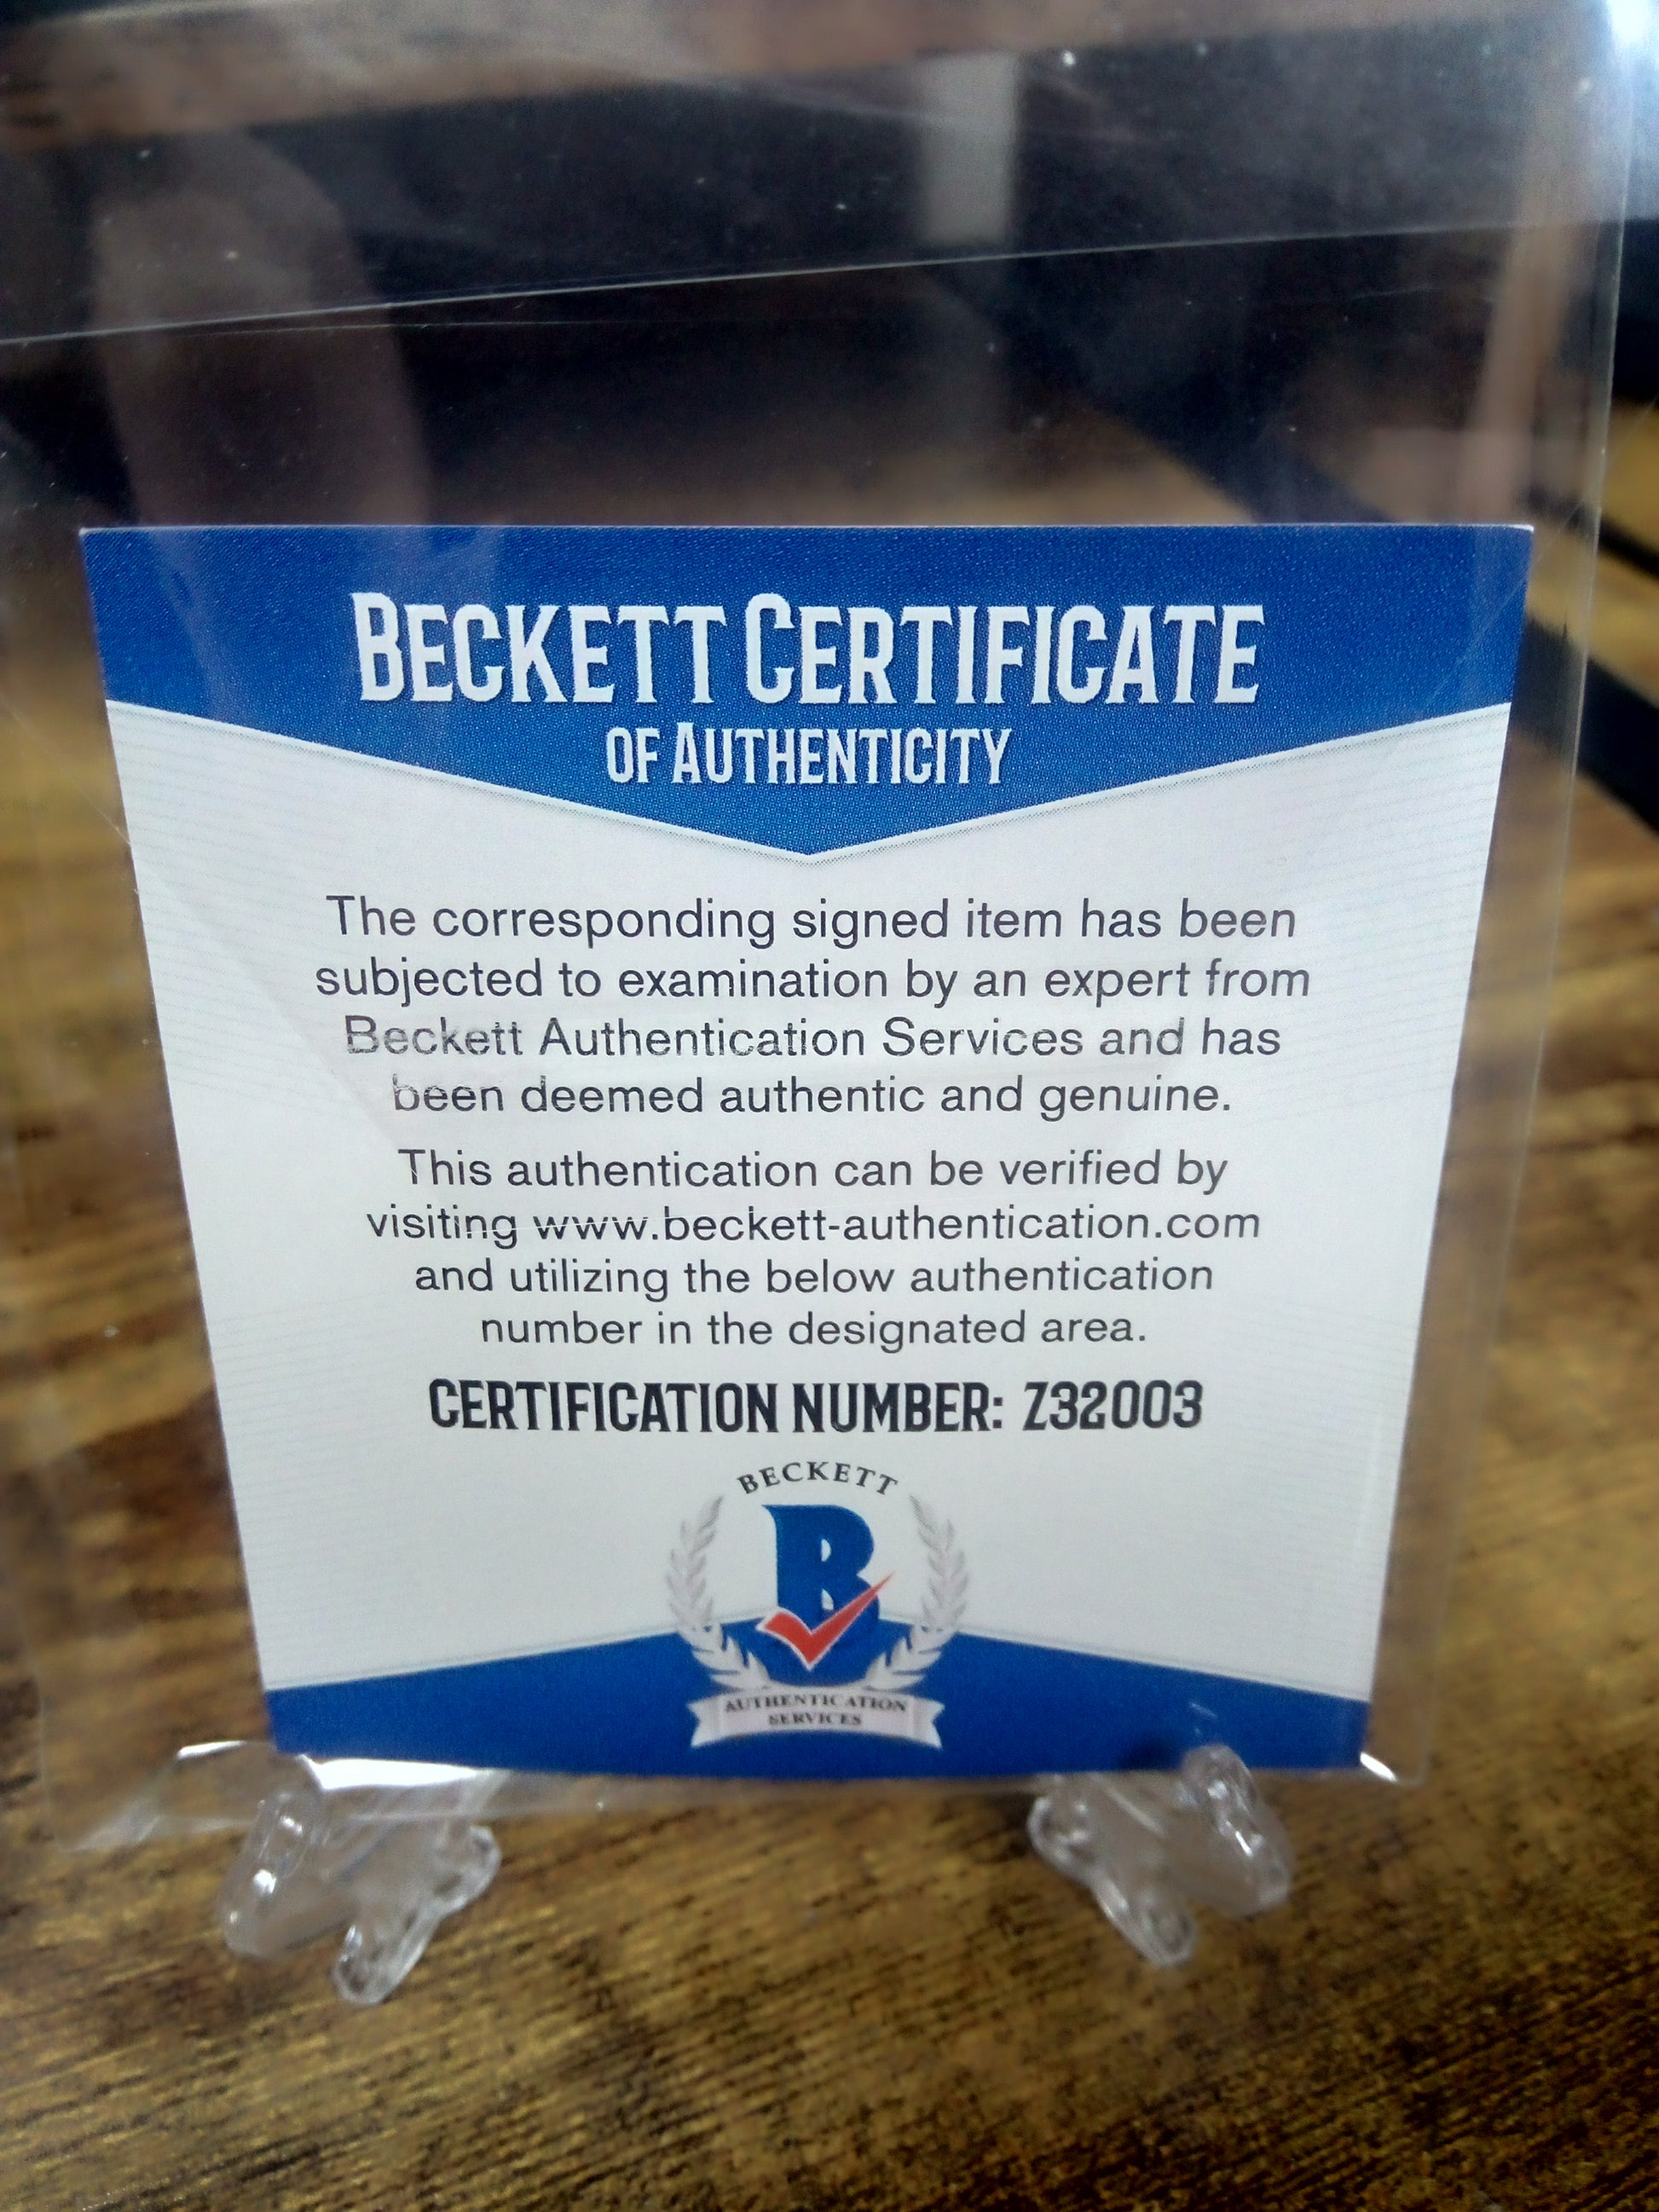 BECKETT CERTIFICATE
OF AUTHENTICITY
The corresponding signed item has been
subjected to examination by an expert from
Beckett Authentication Services and has
been deemed authentic and genuine.
This authentication can be verified by
visiting www.beckett-authentication.com
and utilizing the below authentication
number in the designated area.
CERTIFICATION NUMBER: Z32003
BECKETT
B
AUTHENTICATION
SERVICES